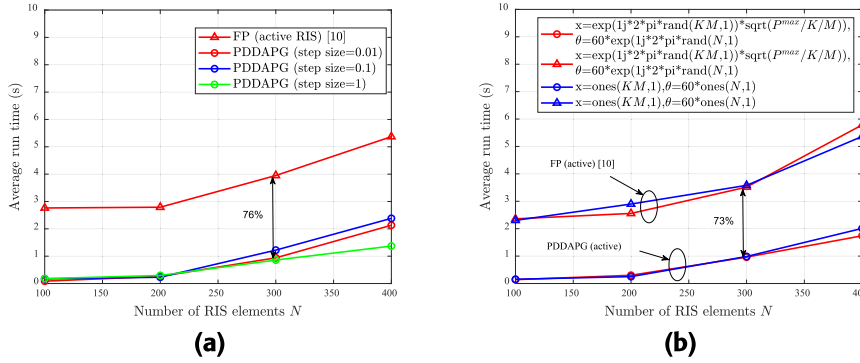 FP (active RIS) [10]
PDDAPG (step size=0.01)
PDDAPG (step size=0.1)
PDDAPG (step size=1)
10
9
8
7
6
5
4
3
2
1
0
Average run time (s)
76%
100
150
200
250
300
350
400
Number of RIS elements N
(a)
x=exp(1j*2*pi*rand(KM,1))*sqrt(P^max/K/M)),
θ=60*exp(1j*2*pi*rand(N,1)
x=exp(1j*2*pi*rand(KM,1))*sqrt(P^max/K/M)),
θ=60*exp(1j*2*pi*rand(N,1)
x=ones(KM,1),θ=60*ones(N,1)
x=ones(KM,1),θ=60*ones(N,1)
10
9
8
7
6
5
4
3
2
1
0
Average run time (s)
FP (active) [10]
73%
PDDAPG (active)
100
150
200
250
300
350
400
Number of RIS elements N
(b)